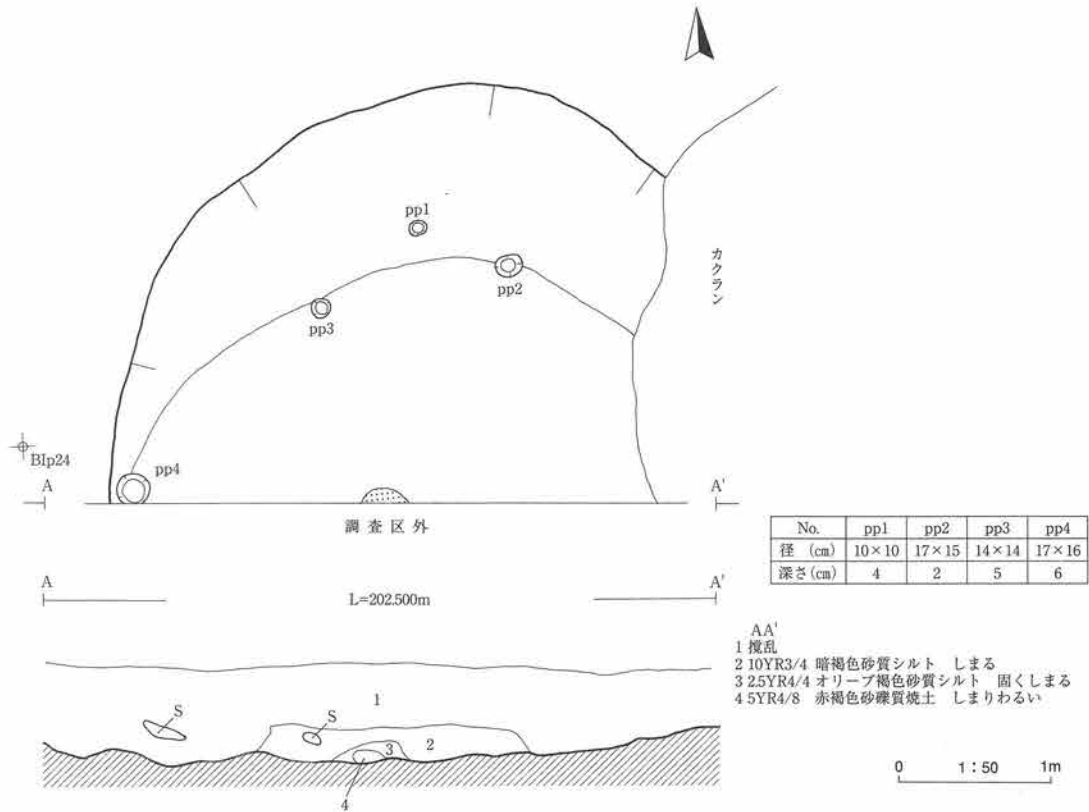 pp1
pp2
pp3
カクラン
BIp24
pp4
A A'
調査区外
No. pp1 pp2 pp3 pp4
径 (cm) 10×10 17×15 14×14 17×16
深さ(cm) 4 2 5 6
A A'
L=202.500m
AA'
1 撹乱
2 10YR3/4 暗褐色砂質シルト しまる
3 2.5YR4/4 オリーブ褐色砂質シルト 固くしまる
4 5YR4/8 赤褐色砂礫質焼土 しまりわるい
1
S
S
2
3
4
0 1:50 1m